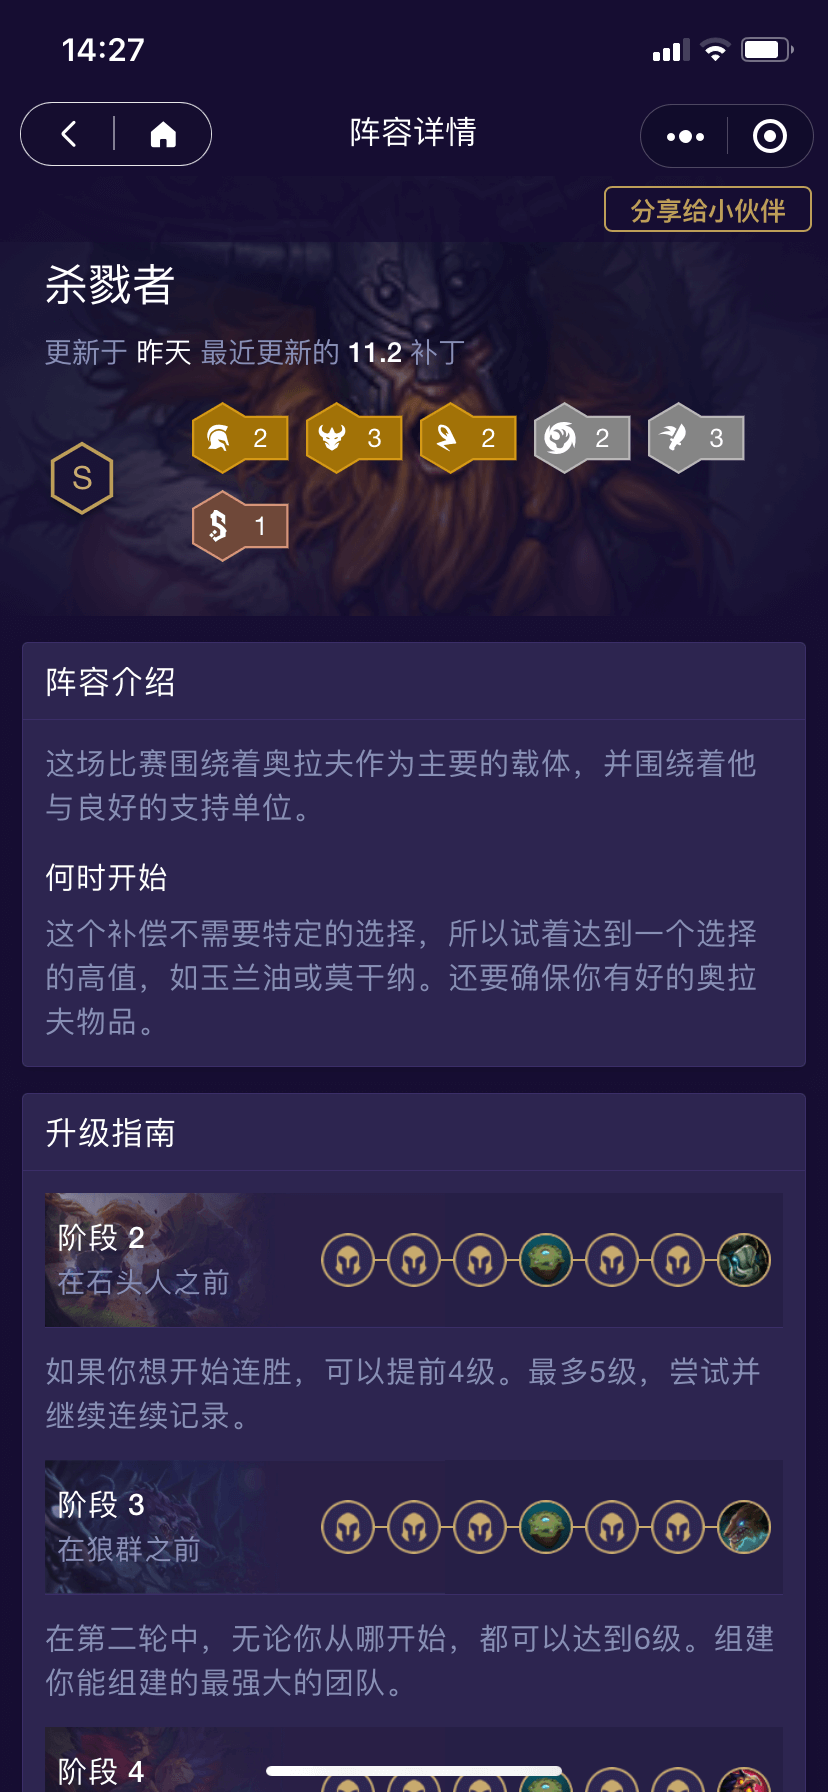 14:27
阵容详情
分享给小伙伴
杀戮者
更新于 昨天 最近更新的 11.2 补丁
S
2
3
2
2
3
1
阵容介绍
这场比赛围绕着奥拉夫作为主要的载体，并围绕着他
与良好的支持单位。
何时开始
这个补偿不需要特定的选择，所以试着达到一个选择
的高值，如玉兰油或莫干纳。还要确保你有好的奥拉
夫物品。
升级指南
阶段 2
在石头人之前
如果你想开始连胜，可以提前4级。最多5级，尝试并
继续连续记录。
阶段 3
在狼群之前
在第二轮中，无论你从哪开始，都可以达到6级。组建
你能组建的最强大的团队。
阶段 4